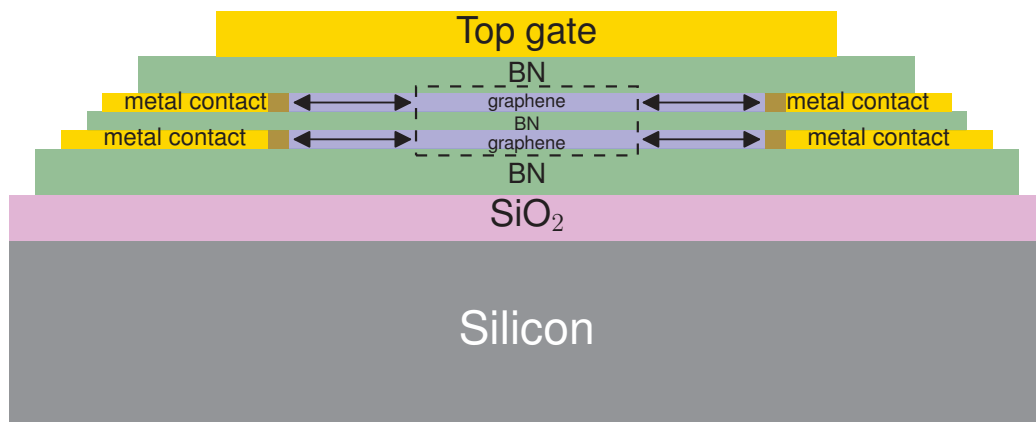 Top gate
BN
metal contact graphene metal contact
BN
metal contact graphene metal contact
BN
SiO₂
Silicon